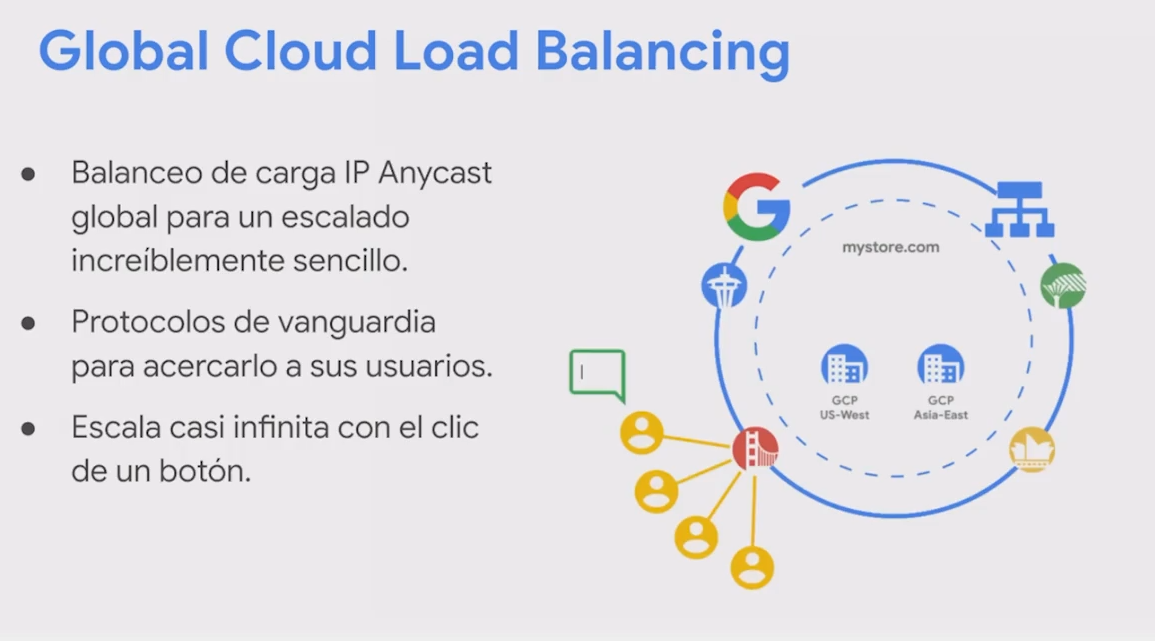 Global Cloud Load Balancing
● Balanceo de carga IP Anycast
global para un escalado
increíblemente sencillo.
● Protocolos de vanguardia
para acercarlo a sus usuarios.
● Escala casi infinita con el clic
de un botón.
mystore.com
GCP
US-West
GCP
Asia-East